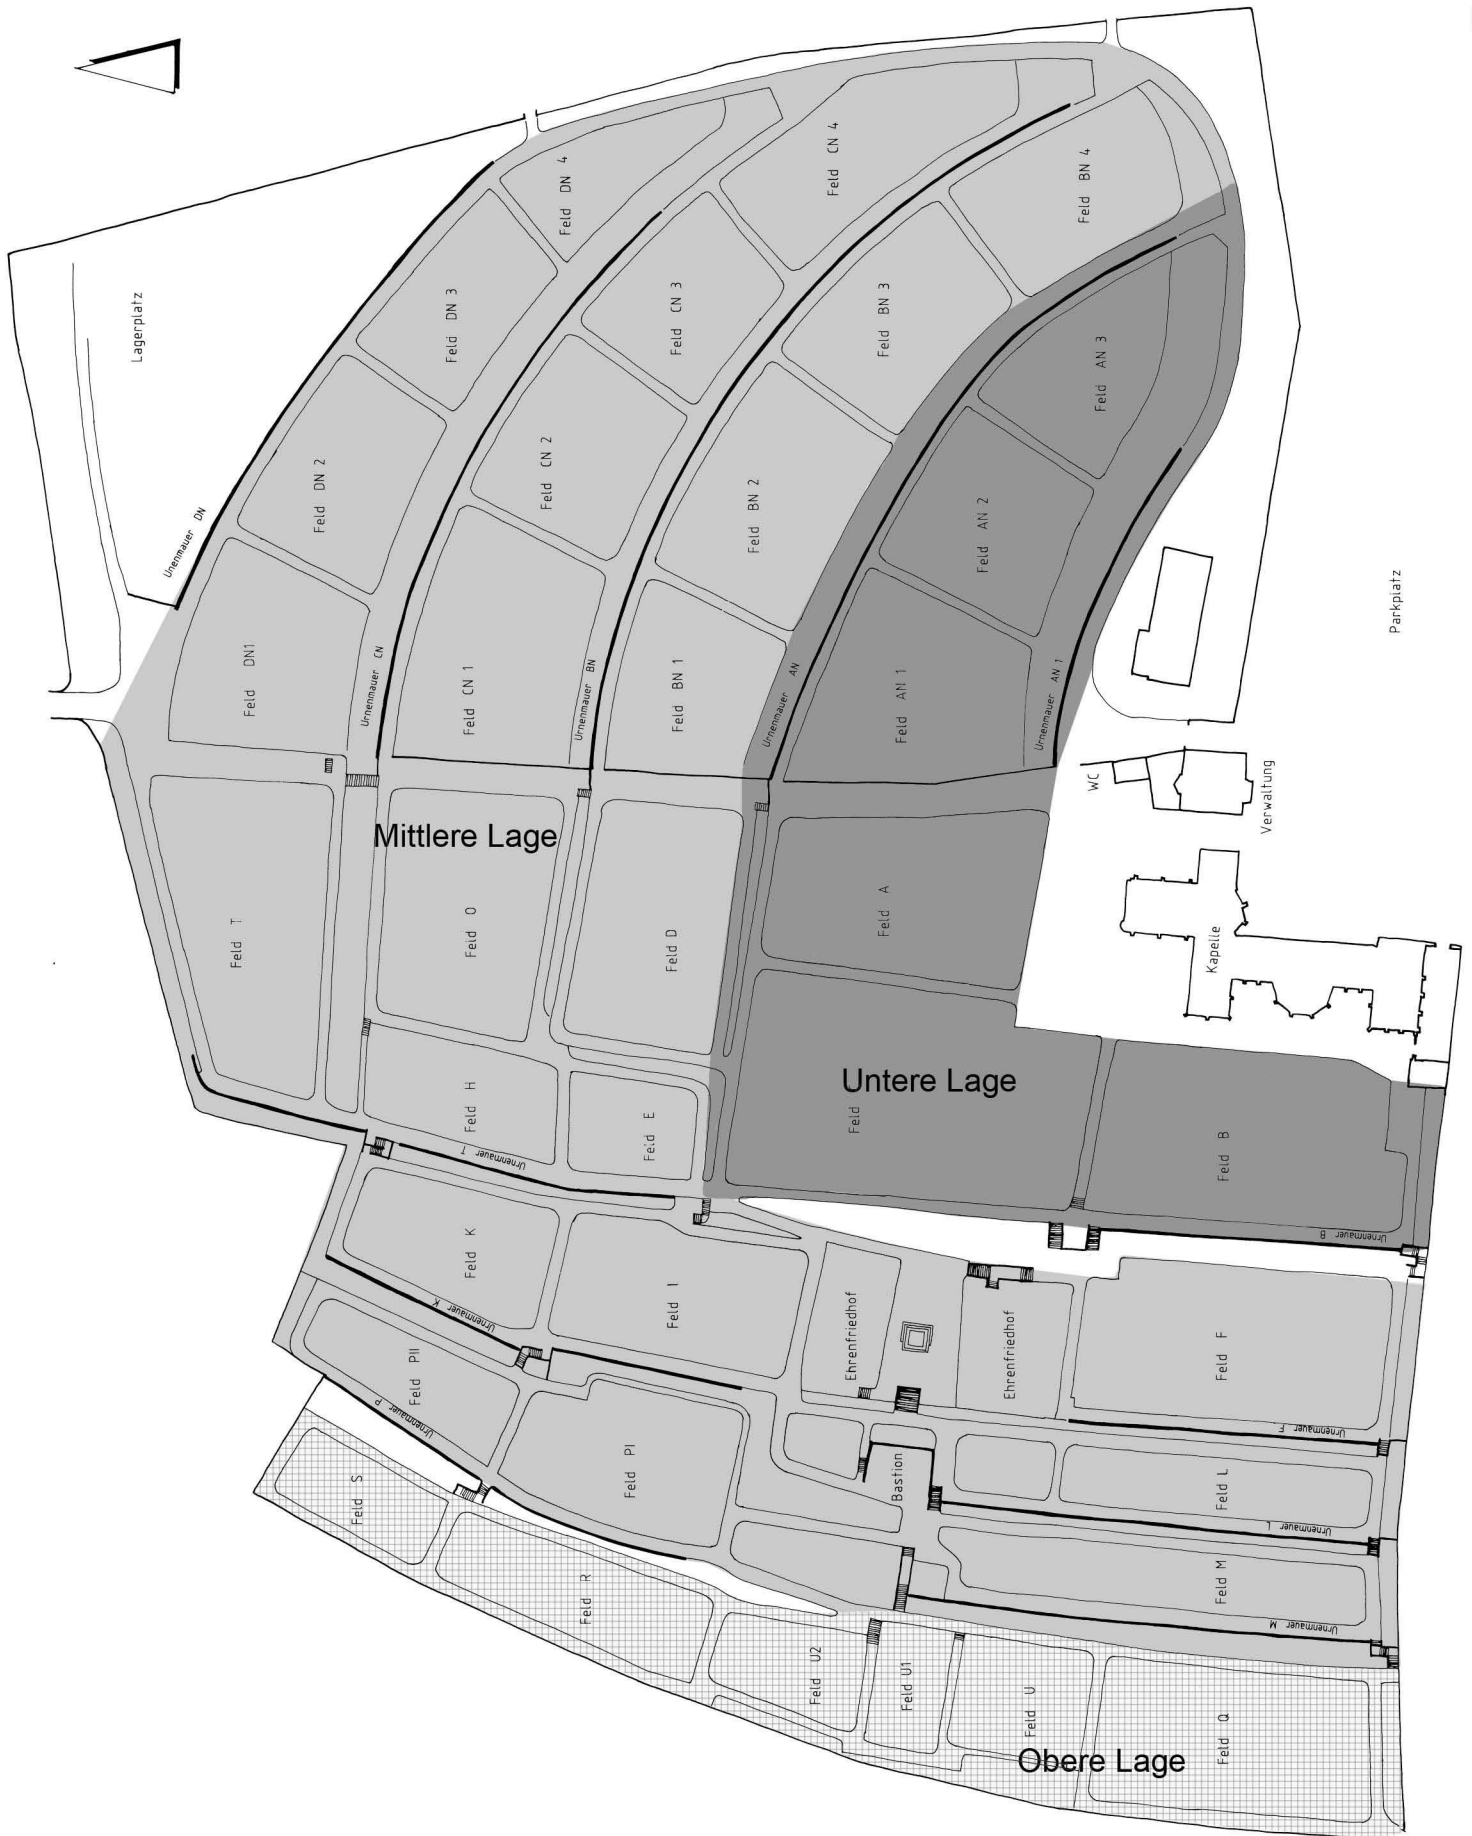 Lagerplatz
Feld DN 4
Feld CN 4
Feld BN 4
Feld DN 3
Feld CN 3
Feld BN 3
Feld AN 3
Feld DN 2
Feld CN 2
Feld BN 2
Feld AN 2
Unenmauer DN
Parkplatz
Feld DN1
Urnenmauer CN
Feld CN 1
Urnenmauer BN
Feld BN 1
Urnenmauer AN
Feld AN 1
Urnenmauer AN 1
WC
Verwaltung
Mittlere Lage
Feld T
Feld O
Feld D
Feld A
Kapelle
Untere Lage
Feld H
Feld E
Feld
Feld B
Urnenmauer T
Feld K
Feld I
Urnenmauer B
Urnenmauer K
Ehrenfriedhof
Ehrenfriedhof
Feld F
Feld PII
Urnenmauer P
Urnenmauer F
Feld S
Feld PI
Bastion
Feld L
Urnenmauer L
Feld R
Feld M
Urnenmauer M
Feld U2
Feld U1
Feld U
Feld Q
Obere Lage